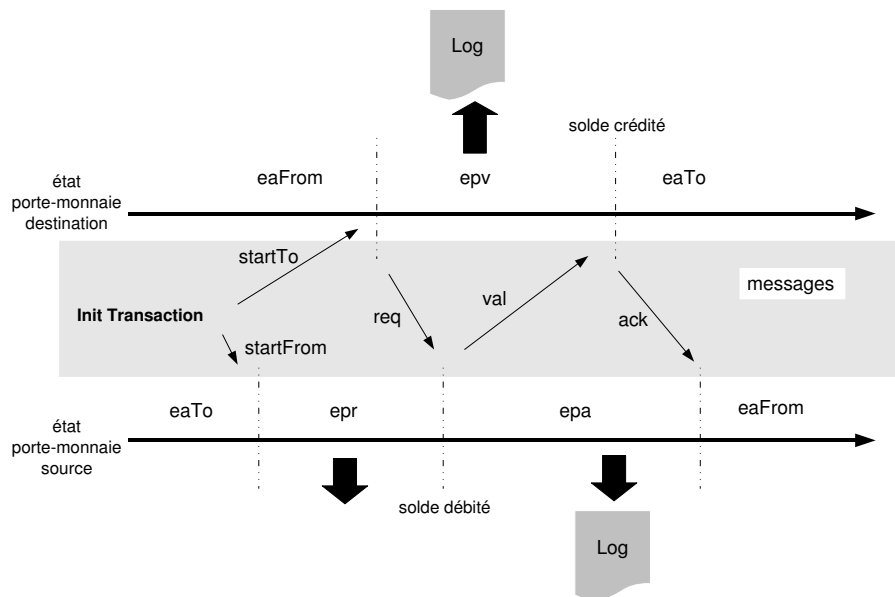 Log
solde crédité
état
porte-monnaie
destination
eaFrom
epv
eaTo
startTo
messages
Init Transaction
req
val
ack
startFrom
état
porte-monnaie
source
eaTo
epr
epa
eaFrom
solde débité
Log